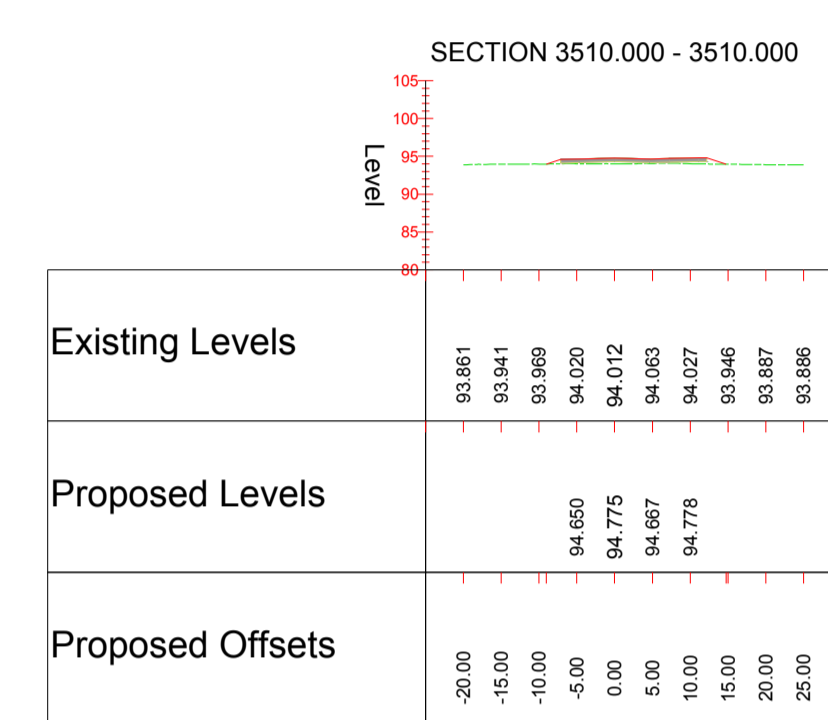 SECTION 3510.000 - 3510.000
105
100
95
90
85
80
Level
Existing Levels
93.861 93.941 93.969 94.020 94.012 94.063 94.027 93.946 93.887 93.886
Proposed Levels
94.650 94.775 94.667 94.778
Proposed Offsets
-20.00 -15.00 -10.00 -5.00 0.00 5.00 10.00 15.00 20.00 25.00